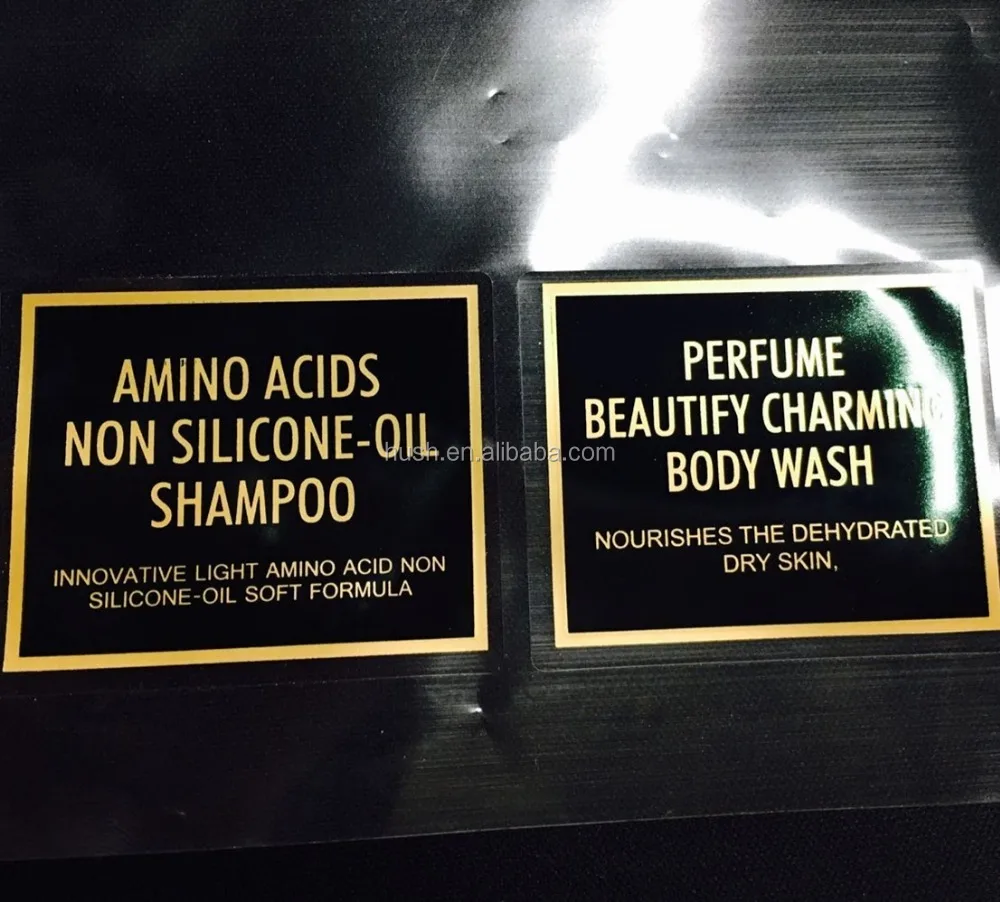 AMINO ACIDS
NON SILICONE-OIL
SHAMPOO
INNOVATIVE LIGHT AMINO ACID NON
SILICONE-OIL SOFT FORMULA
PERFUME
BEAUTIFY CHARMING
BODY WASH
NOURISHES THE DEHYDRATED
DRY SKIN,
hush.en.alibaba.com